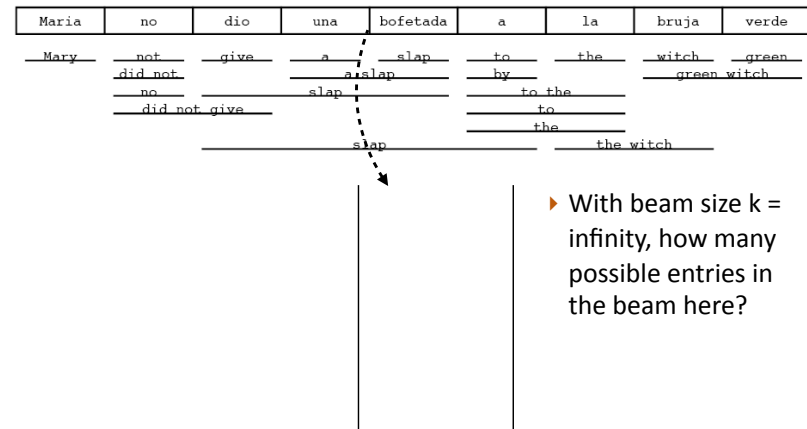 Maria no dio una bofetada a la bruja verde
Mary not give a slap to the witch green
did not a slap by green witch
no slap to the
did not give to
the
slap the witch
▸ With beam size k =
infinity, how many
possible entries in
the beam here?